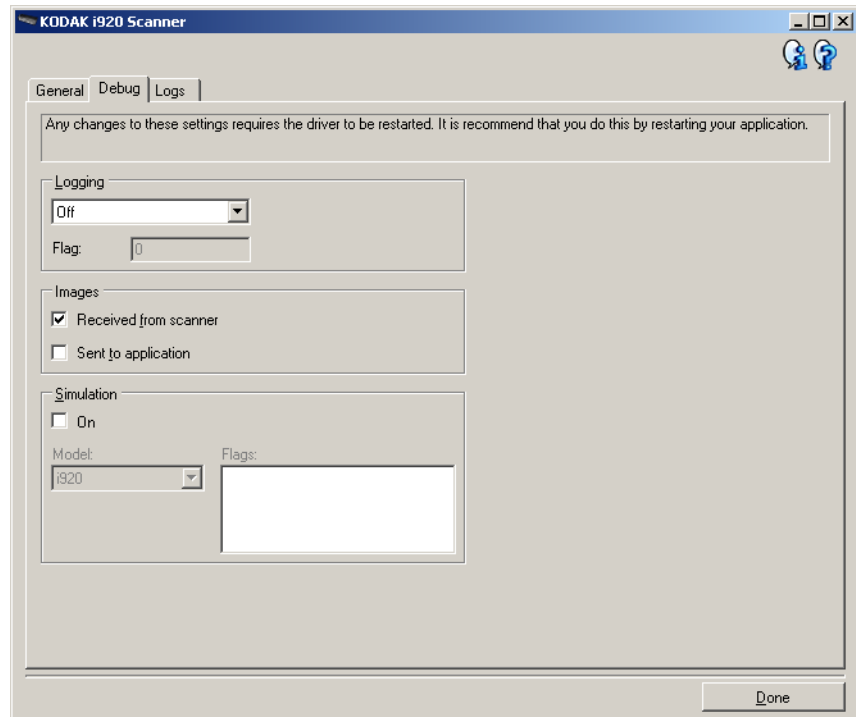 KODAK i920 Scanner
General
Debug
Logs
Any changes to these settings requires the driver to be restarted. It is recommend that you do this by restarting your application.
Logging
Off
Flag: 0
Images
Received from scanner
Sent to application
Simulation
On
Model: Flags:
i920
Done